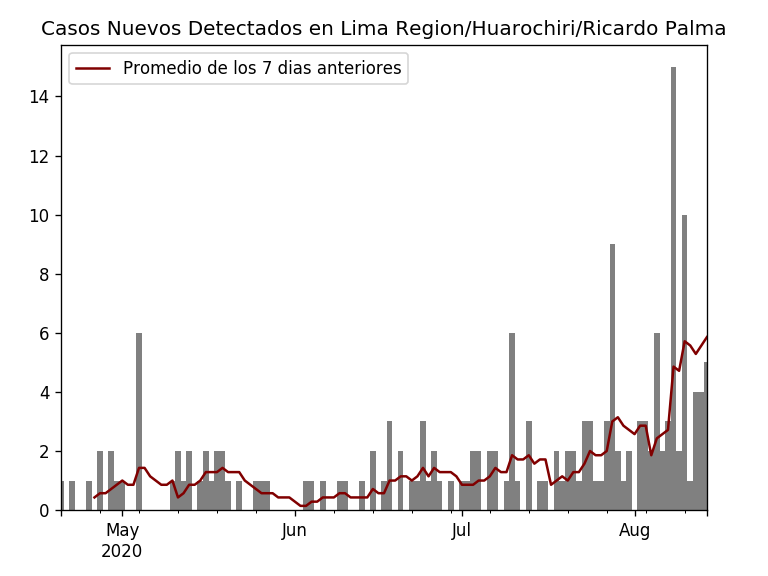 Casos Nuevos Detectados en Lima Region/Huarochiri/Ricardo Palma
Promedio de los 7 dias anteriores
14
12
10
8
6
4
2
0
May
2020
Jun
Jul
Aug